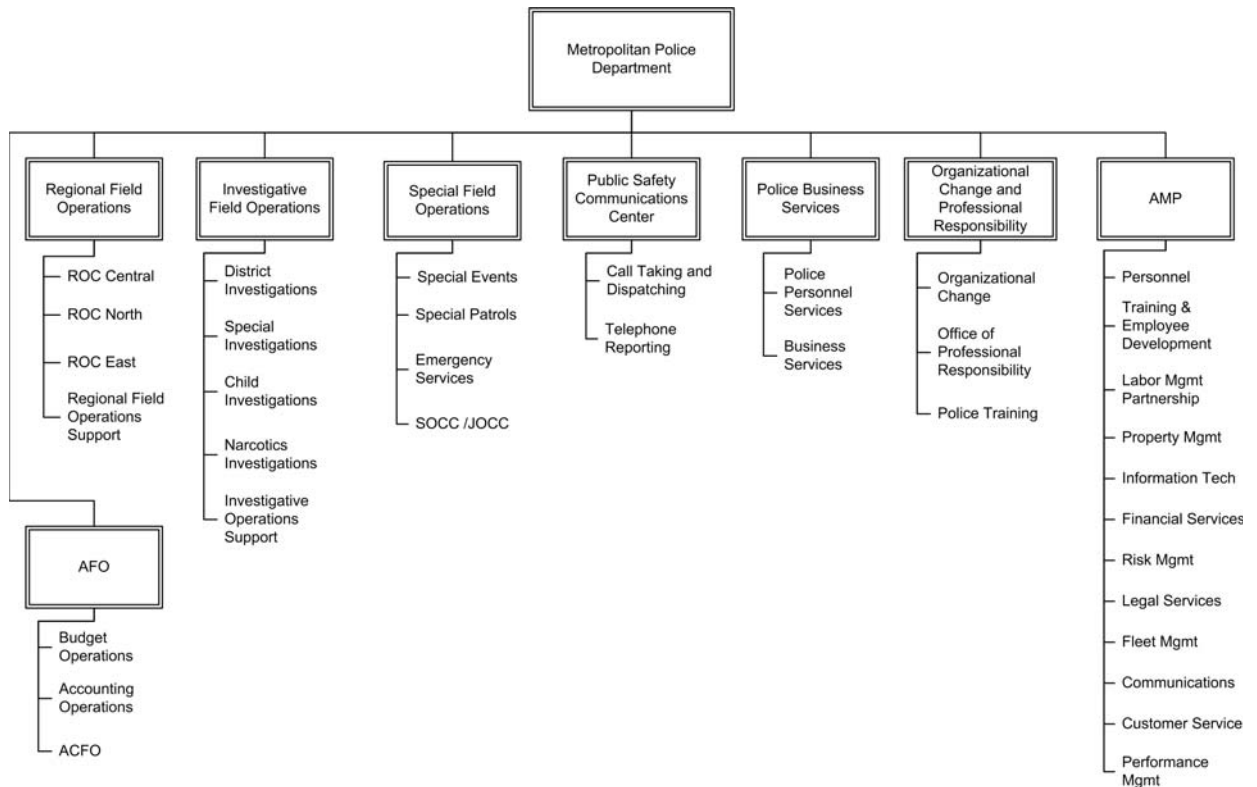 Metropolitan Police
Department
Regional Field
Operations
ROC Central
ROC North
ROC East
Regional Field
Operations
Support
Investigative
Field Operations
District
Investigations
Special
Investigations
Child
Investigations
Narcotics
Investigations
Investigative
Operations
Support
Special Field
Operations
Special Events
Special Patrols
Emergency
Services
SOCC /JOCC
Public Safety
Communications
Center
Call Taking and
Dispatching
Telephone
Reporting
Police Business
Services
Police
Personnel
Services
Business
Services
Organizational
Change and
Professional
Responsibility
Organizational
Change
Office of
Professional
Responsibility
Police Training
AMP
Personnel
Training &
Employee
Development
Labor Mgmt
Partnership
Property Mgmt
Information Tech
Financial Services
Risk Mgmt
Legal Services
Fleet Mgmt
Communications
Customer Service
Performance
Mgmt
AFO
Budget
Operations
Accounting
Operations
ACFO